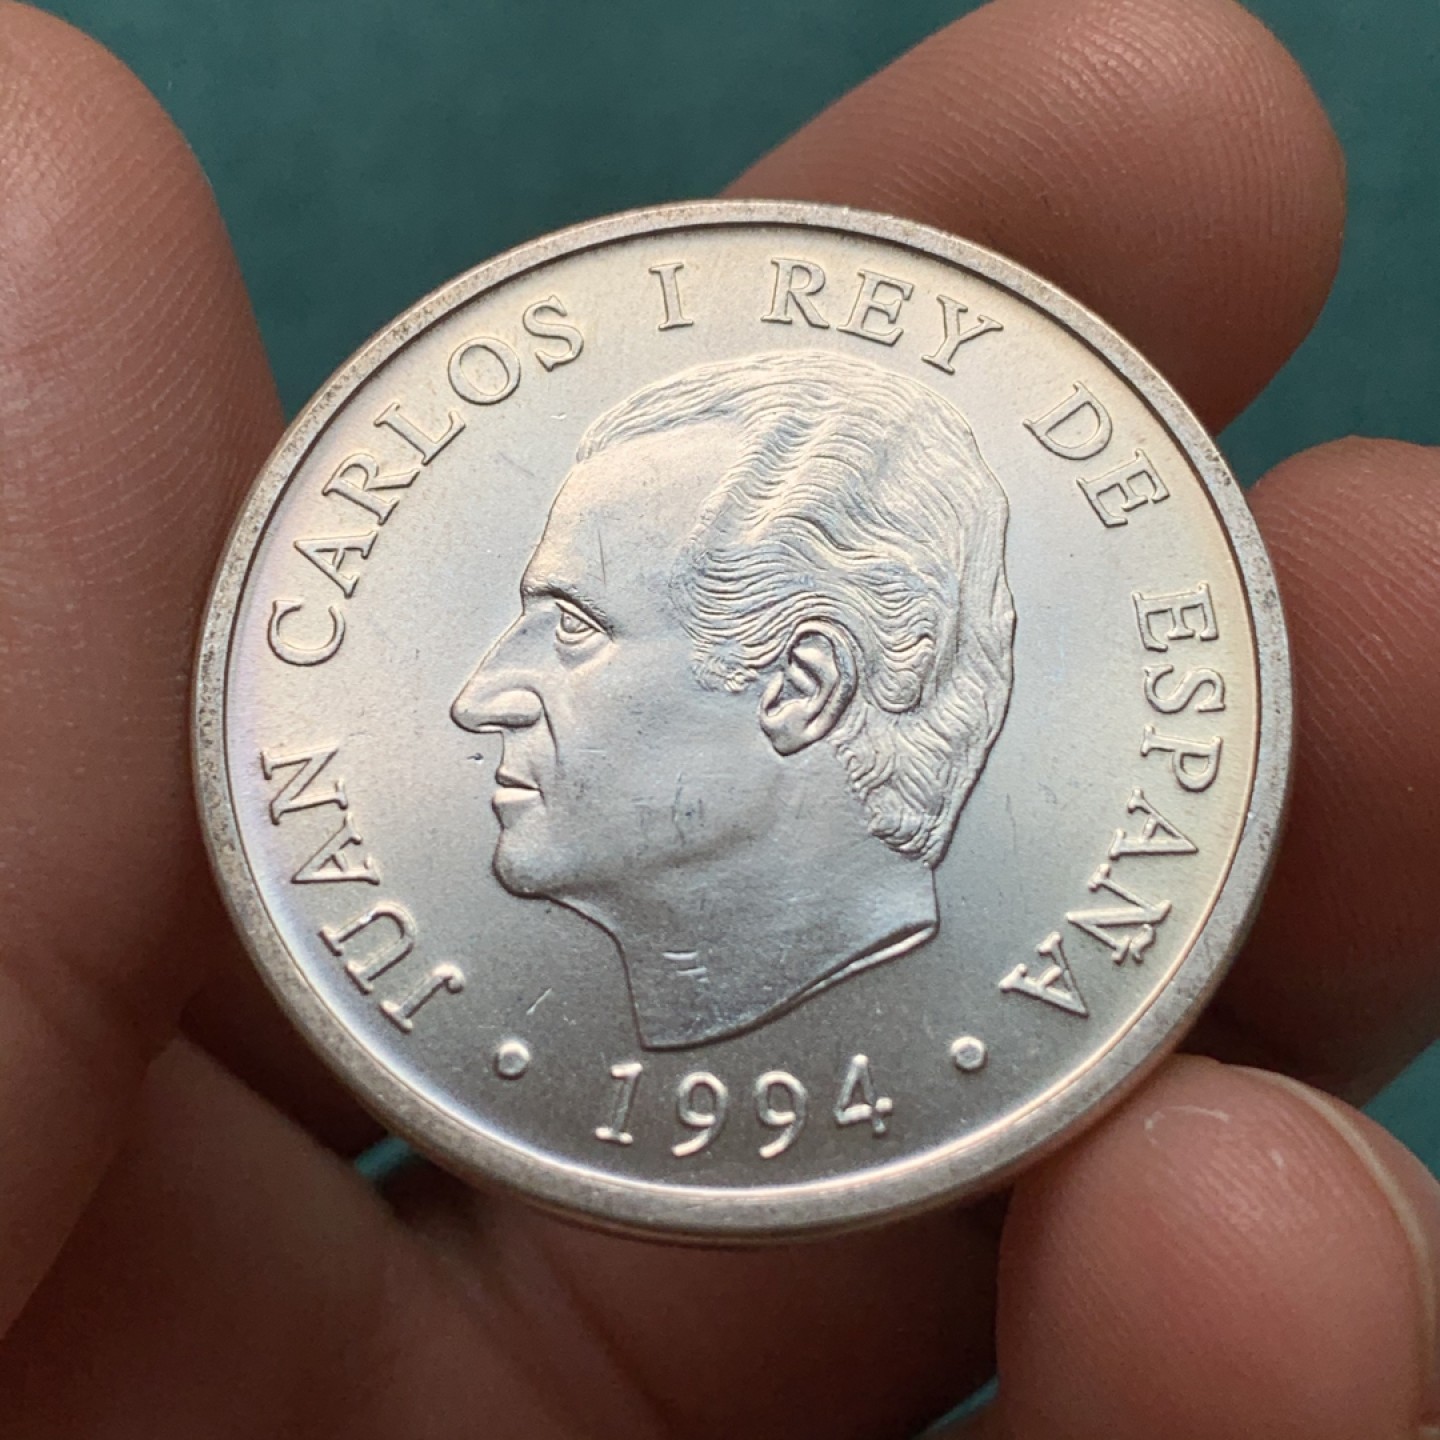 JUAN CARLOS I REY DE ESPAÑA
• 1994 •